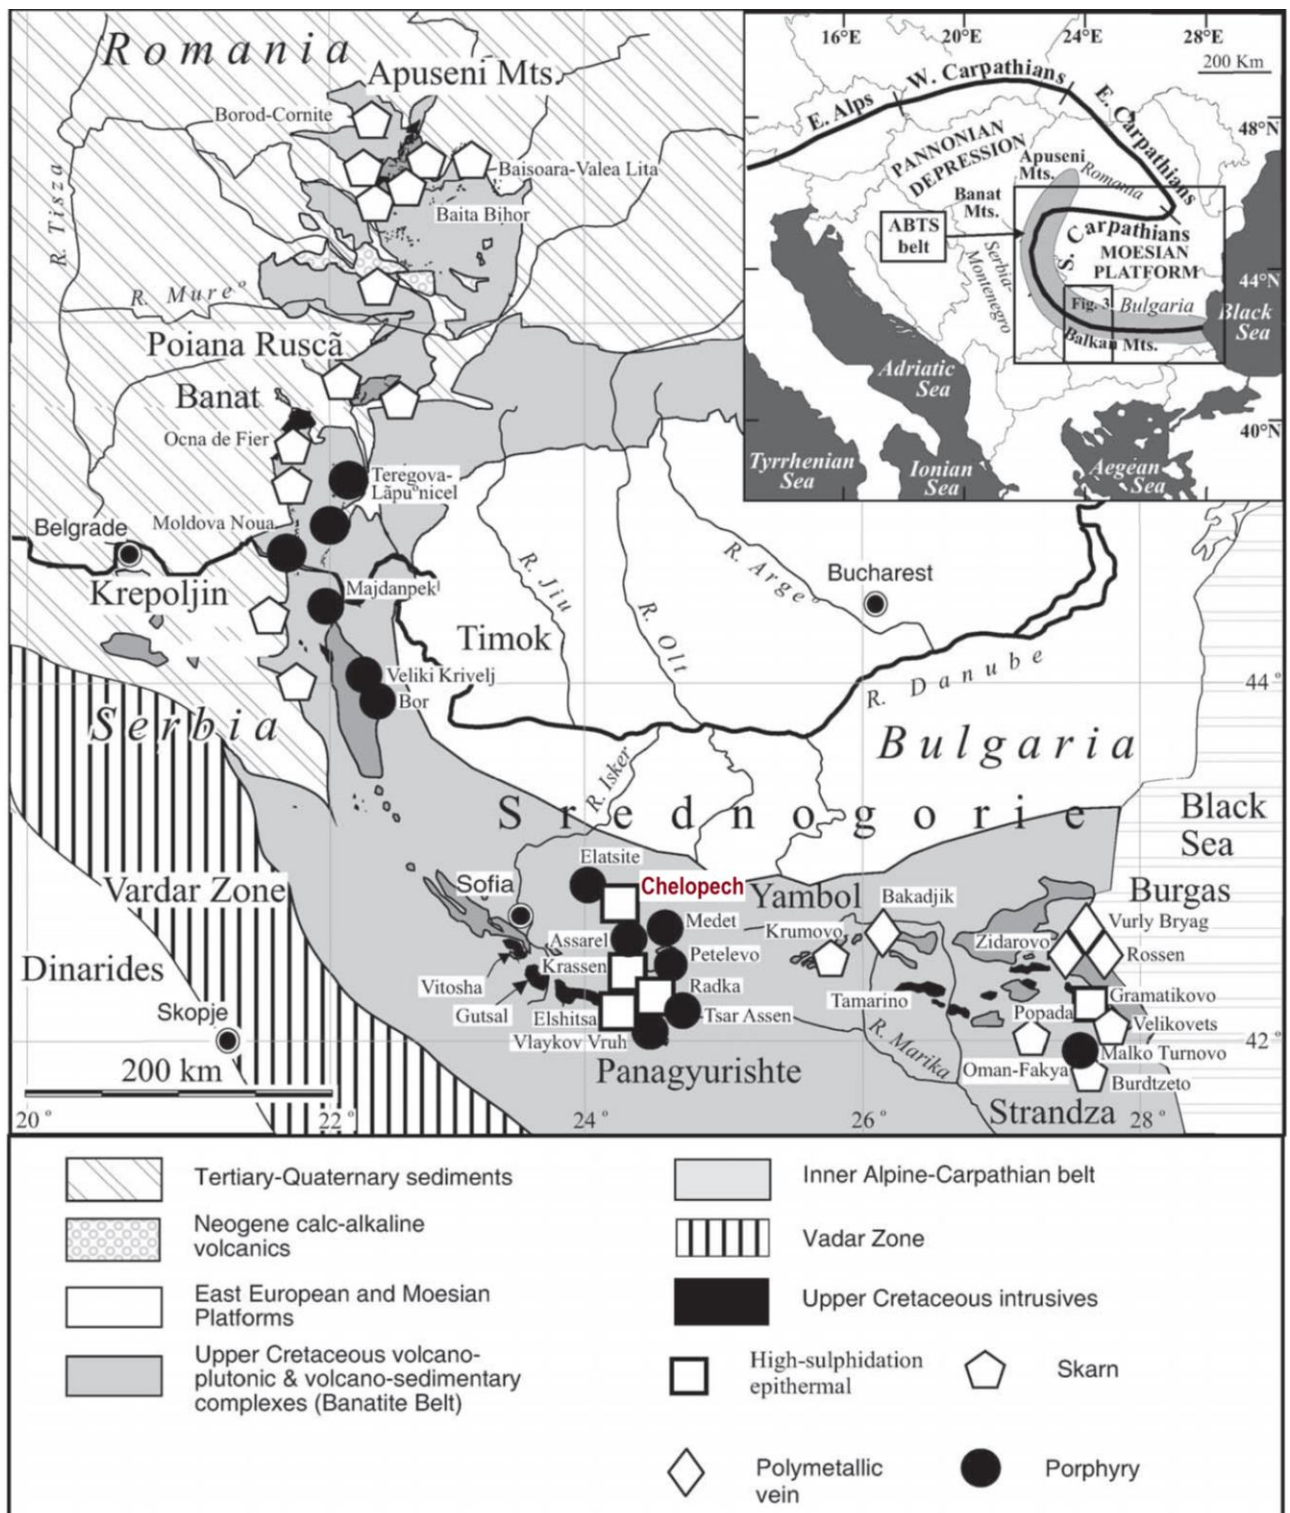 Romania
Apuseni Mts.
Borod-Cornite
Baisoara-Valea Lita
Baita Bihor
R. Tisza
R. Mureº
Poiana Ruscã
Banat
Ocna de Fier
Teregova-
Lãpuºnicel
Moldova Noua
Belgrade
Krepoljin
Majdanpek
Timok
R. Jiu
R. Olt
R. Argeº
Bucharest
Veliki Krivelj
Bor
Serbia
R. Danube
Bulgaria
R. Isker
Srednogorie
Black
Sea
Elatsite
Chelopech
Sofia
Yambol
Bakadjik
Burgas
Vardar Zone
Medet
Krumovo
Vurly Bryag
Assarel
Zidarovo
Petelevo
Rossen
Krassen
Dinarides
Vitosha
Radka
Tamarino
Gramatikovo
Skopje
Gutsal
Elshitsa
Tsar Assen
Popada
Velikovets
Vlaykov Vruh
R. Marika
Malko Turnovo
Panagyurishte
Oman-Fakya
Burdtzeto
Strandza
200 km
20°
22°
24°
26°
28°
44°
42°
16°E
20°E
24°E
28°E
200 Km
E. Alps
W. Carpathians
E. Carpathians
48°N
PANNONIAN
DEPRESSION
Apuseni
Mts.
Romania
Banat
Mts.
ABTS
belt
S. Carpathians
MOESIAN
PLATFORM
Serbia-
Montenegro
44°N
Fig. 3
Bulgaria
Black
Sea
Balkan Mts.
Adriatic
Sea
40°N
Tyrrhenian
Sea
Ionian
Sea
Aegean
Sea
Tertiary-Quaternary sediments
Neogene calc-alkaline
volcanics
East European and Moesian
Platforms
Upper Cretaceous volcano-
plutonic & volcano-sedimentary
complexes (Banatite Belt)
Inner Alpine-Carpathian belt
Vadar Zone
Upper Cretaceous intrusives
High-sulphidation
epithermal
Skarn
Polymetallic
vein
Porphyry